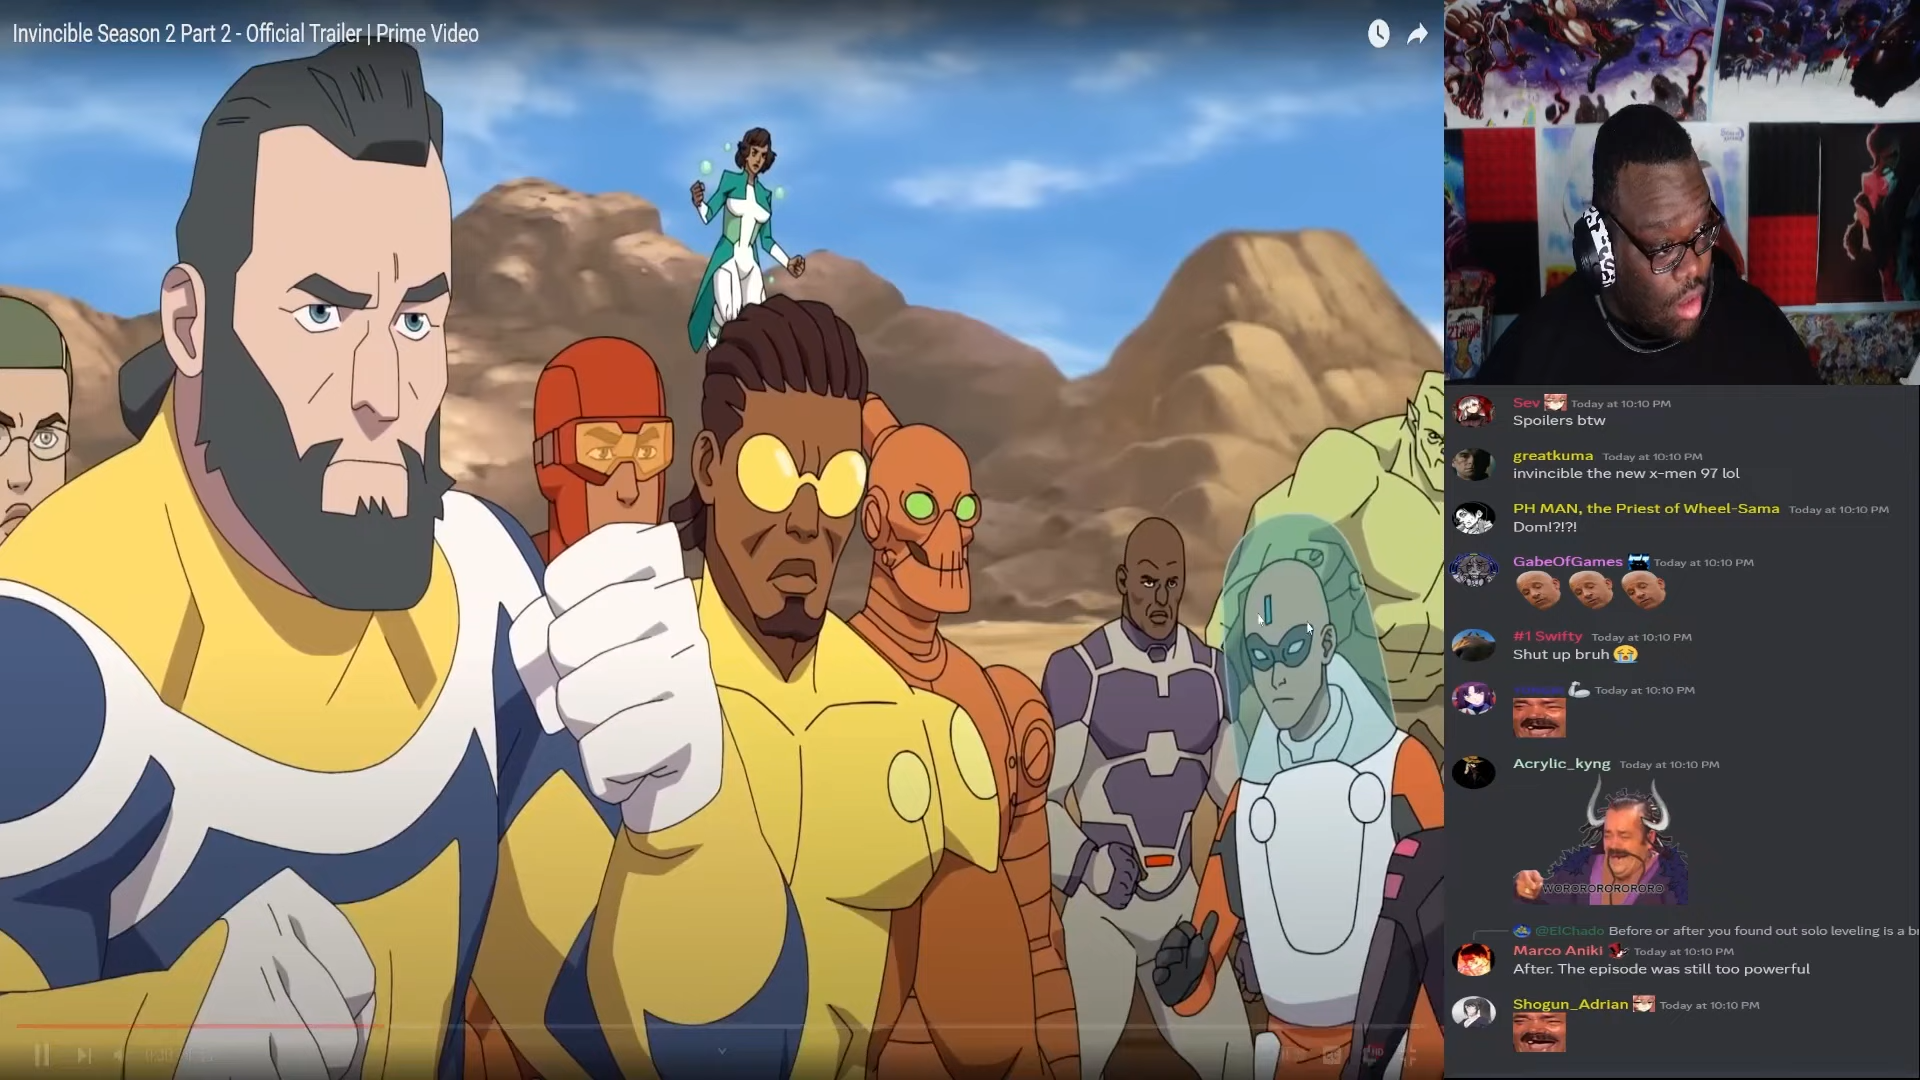 Invincible Season 2 Part 2 - Official Trailer | Prime Video
Sev Today at 10:10 PM
Spoilers btw
greatkuma Today at 10:10 PM
invincible the new x-men 97 lol
PH MAN, the Priest of Wheel-Sama Today at 10:10 PM
Dom!?!?!
GabeOfGames Today at 10:10 PM
#1 Swifty Today at 10:10 PM
Shut up bruh 😭
Today at 10:10 PM
Acrylic_kyng Today at 10:10 PM
WORORORORORORO
@ElChado Before or after you found out solo leveling is a
Marco Aniki Today at 10:10 PM
After. The episode was still too powerful
Shogun_Adrian Today at 10:10 PM